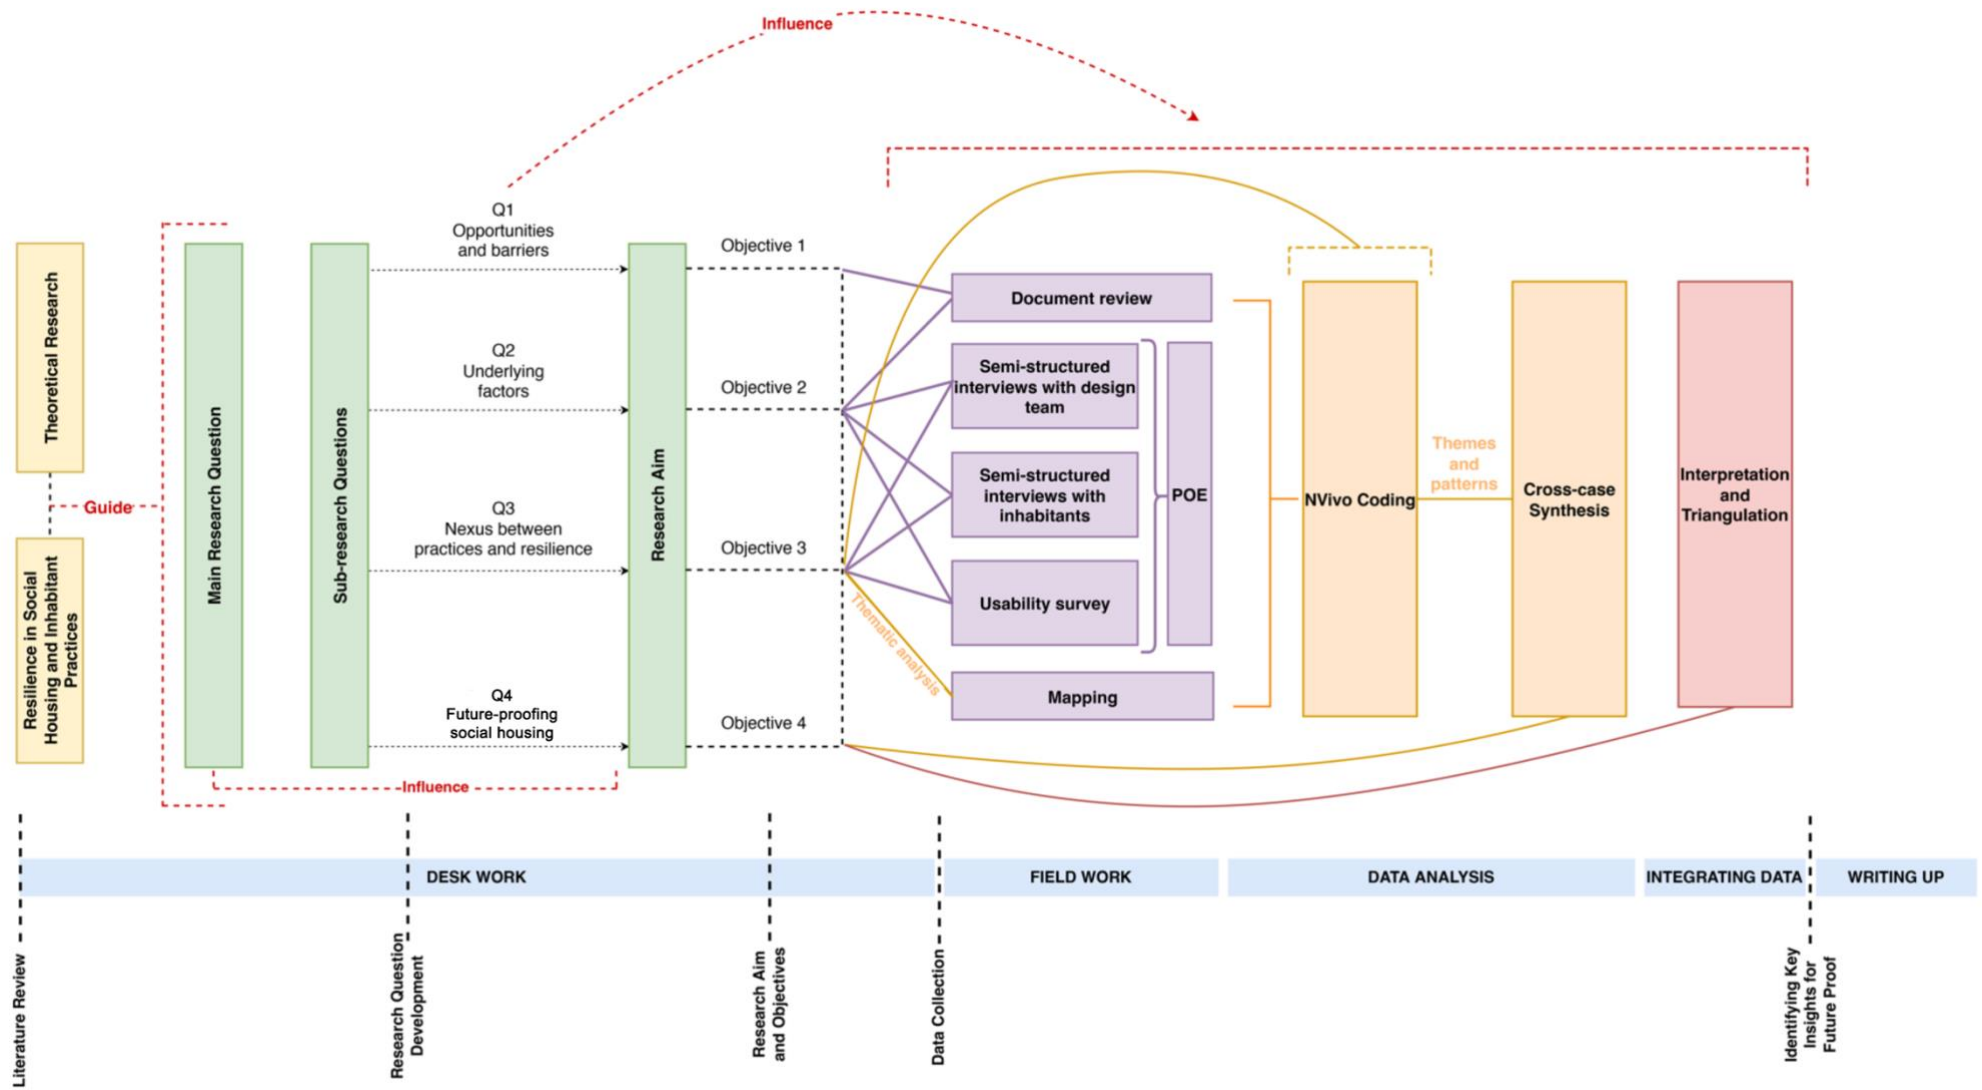 Influence
Q1
Opportunities
and barriers
Objective 1
Theoretical Research
Guide
Resilience in Social
Housing and Inhabitant
Practices
Main Research Question
Sub-research Questions
Q2
Underlying
factors
Q3
Nexus between
practices and resilience
Q4
Future-proofing
social housing
Influence
Research Aim
Objective 2
Objective 3
Objective 4
Thematic analysis
Document review
Semi-structured
interviews with design
team
Semi-structured
interviews with
inhabitants
Usability survey
POE
Mapping
NVivo Coding
Themes
and
patterns
Cross-case
Synthesis
Interpretation
and
Triangulation
DESK WORK
FIELD WORK
DATA ANALYSIS
INTEGRATING DATA
WRITING UP
Literature Review
Research Question
Development
Research Aim
and Objectives
Data Collection
Identifying Key
Insights for
Future Proof